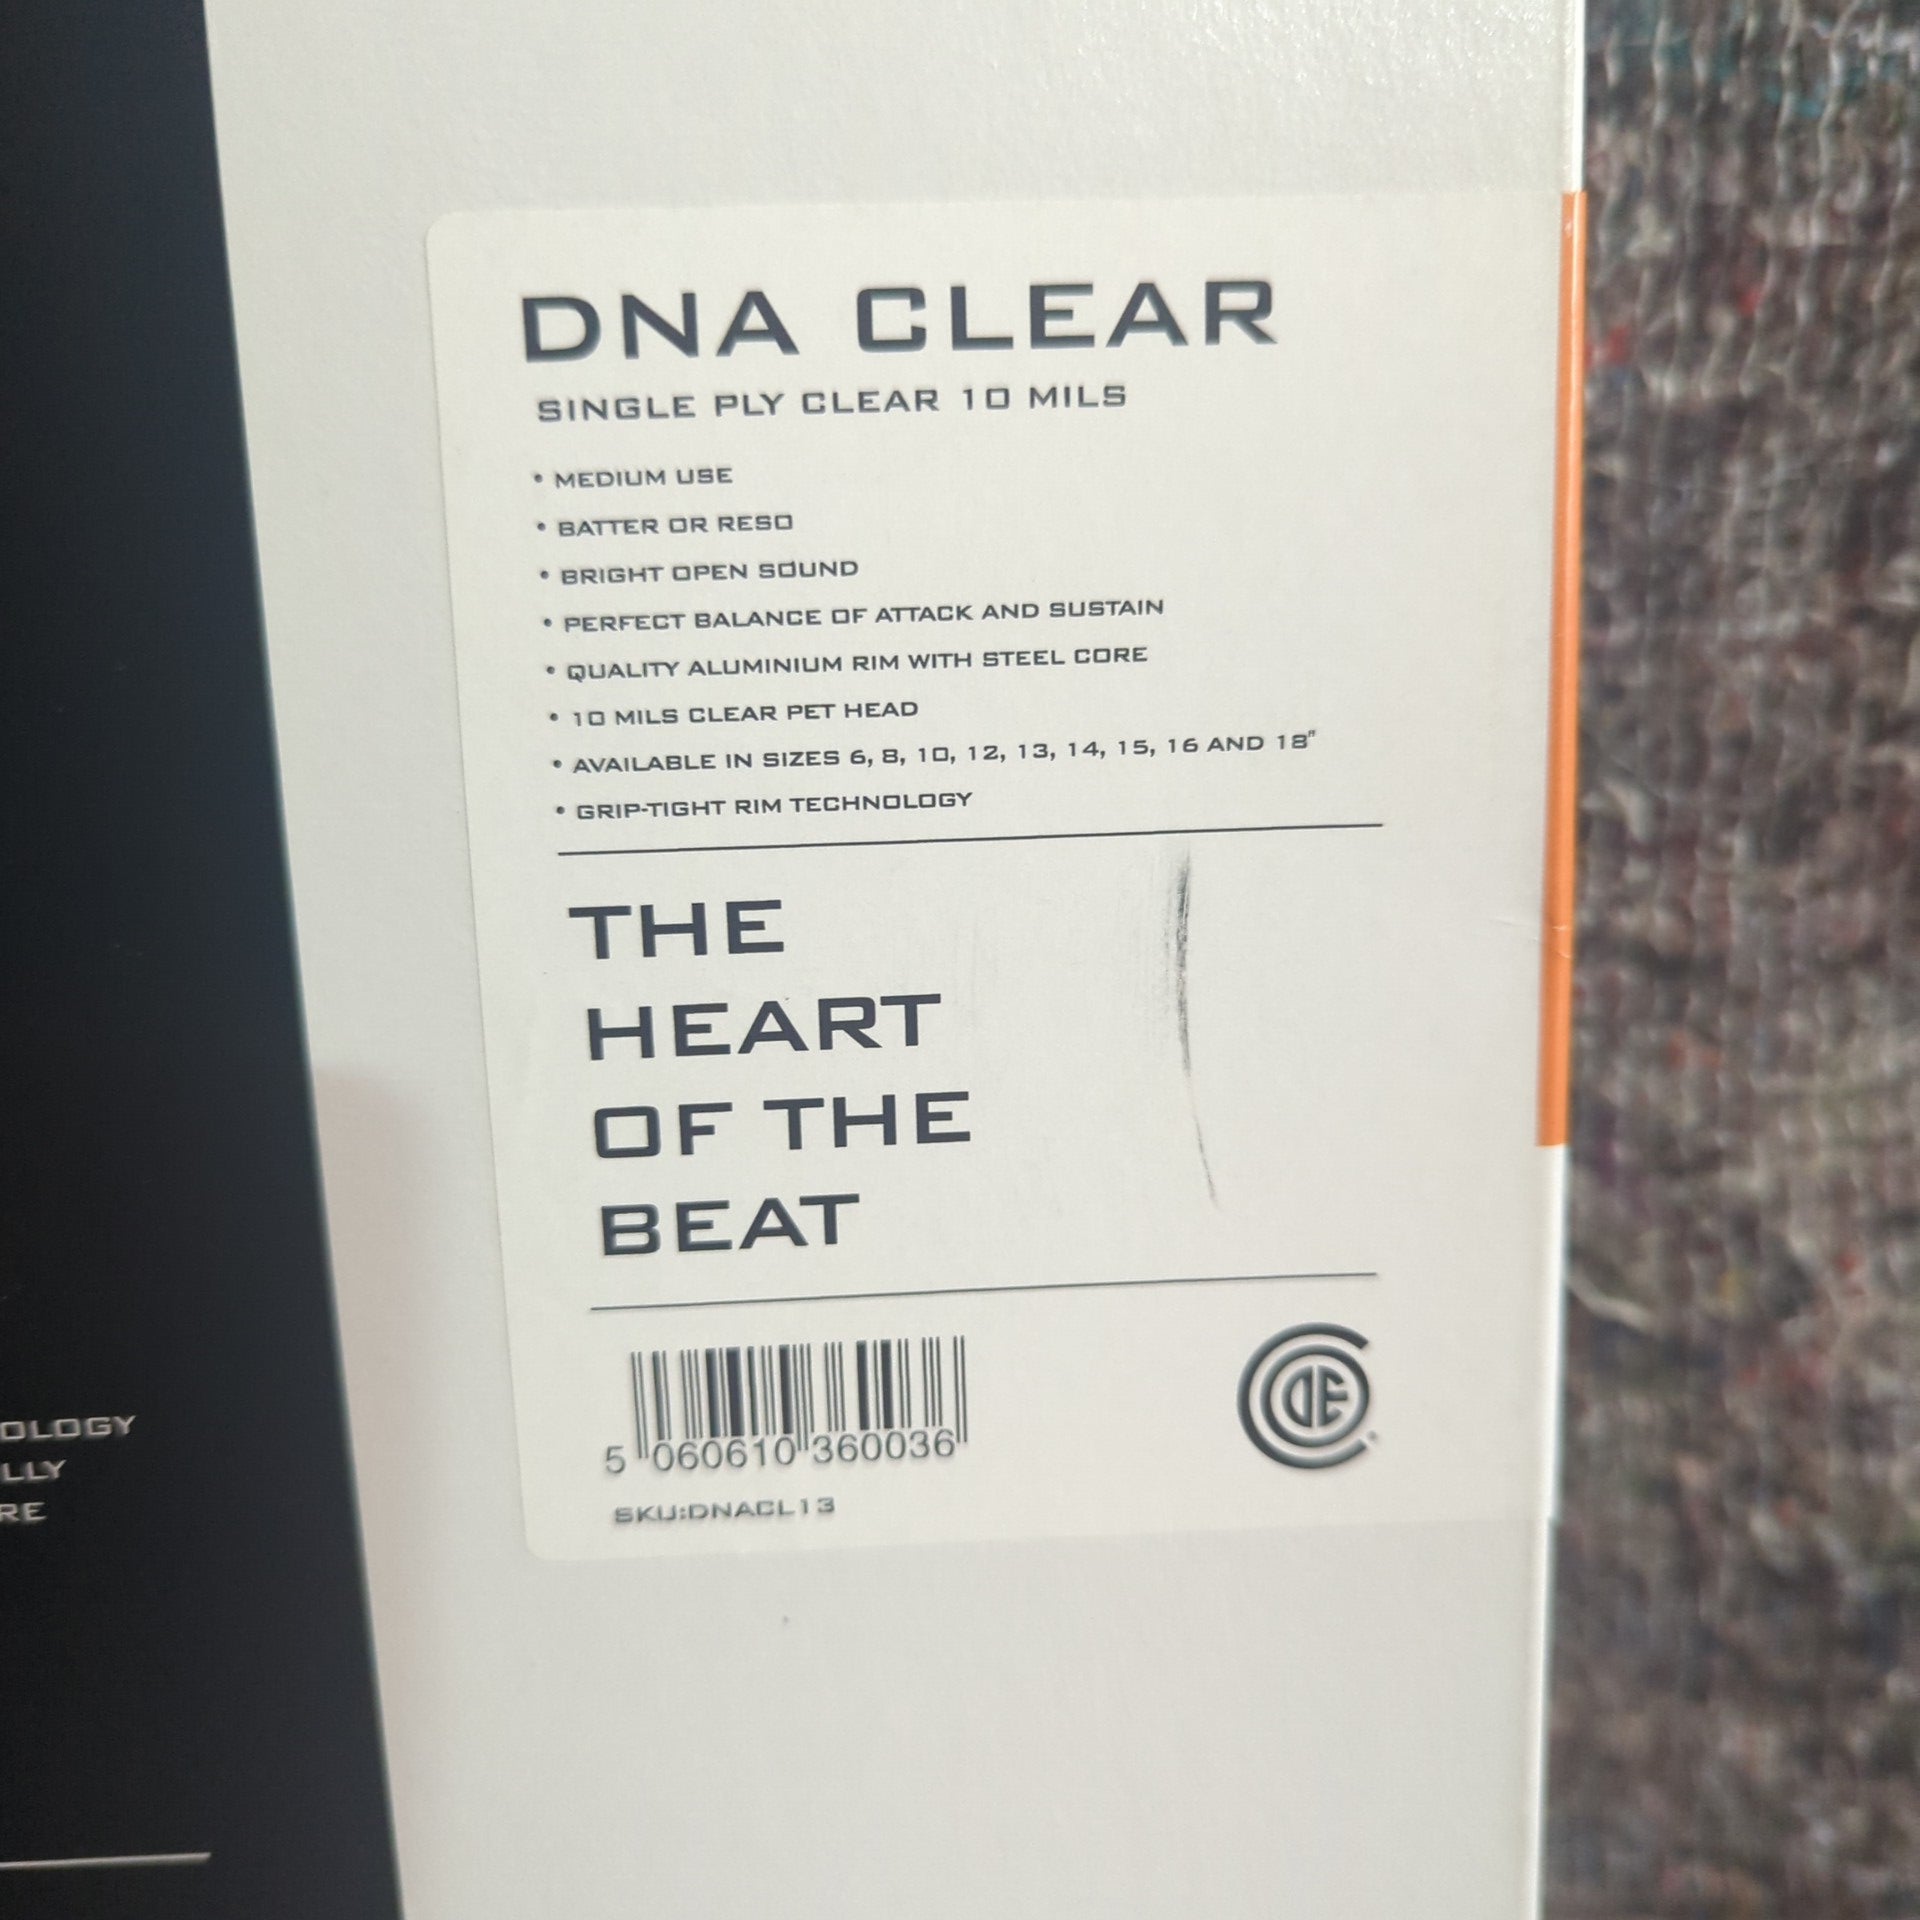 DNA CLEAR
SINGLE PLY CLEAR 10 MILS
• MEDIUM USE
• BATTER OR RESO
• BRIGHT OPEN SOUND
• PERFECT BALANCE OF ATTACK AND SUSTAIN
• QUALITY ALUMINIUM RIM WITH STEEL CORE
• 10 MILS CLEAR PET HEAD
• AVAILABLE IN SIZES 6, 8, 10, 12, 13, 14, 15, 16 AND 18"
• GRIP-TIGHT RIM TECHNOLOGY
THE
HEART
OF THE
BEAT
5 060610 360036
SKU:DNACL13
CODE
OLOGY
LLY
RE